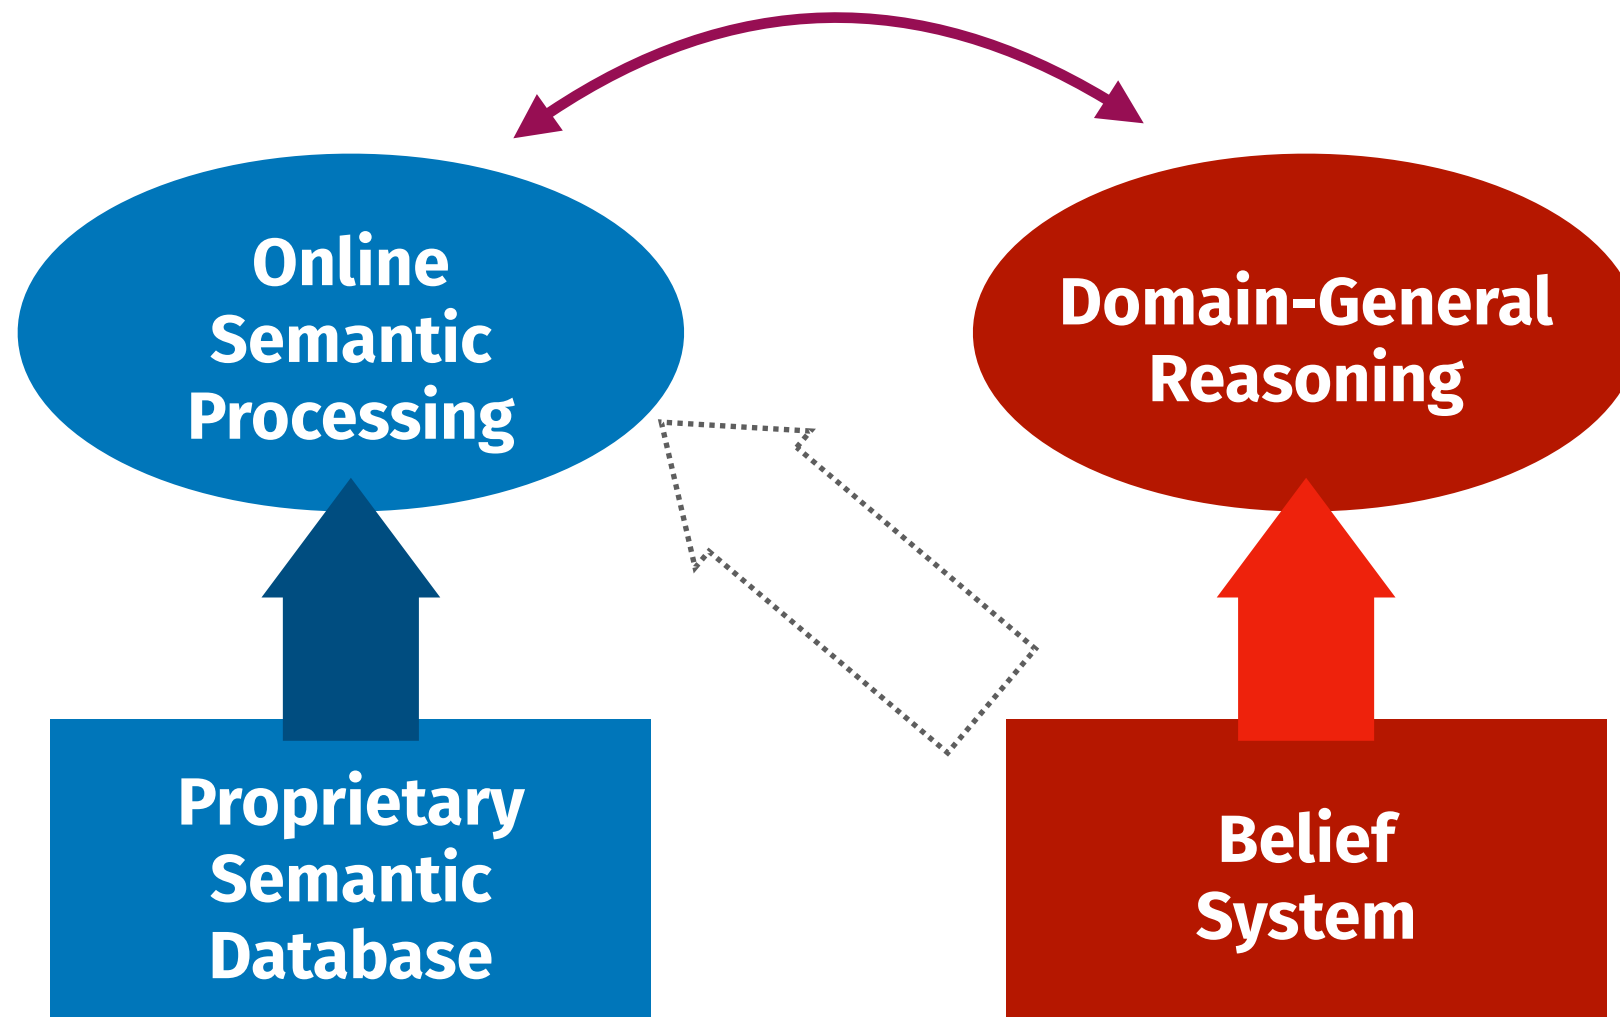 Online
Semantic
Processing
Domain-General
Reasoning
Proprietary
Semantic
Database
Belief
System